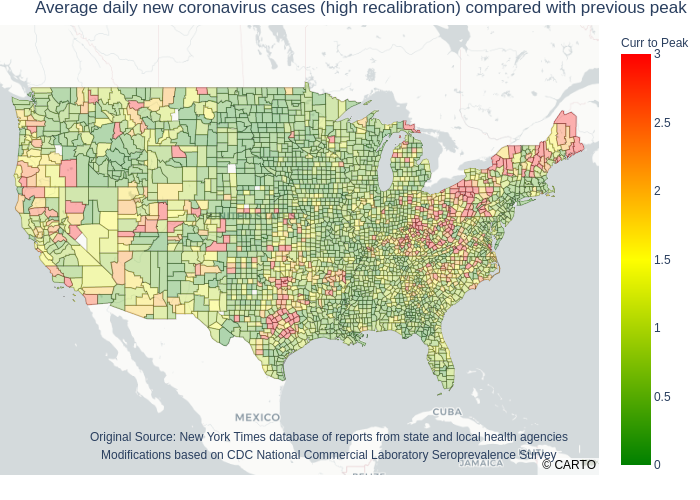 Average daily new coronavirus cases (high recalibration) compared with previous peak
Curr to Peak
3
2.5
2
1.5
1
0.5
0
MEXICO
CUBA
HAITI
JAMAICA
BELIZE
Original Source: New York Times database of reports from state and local health agencies
Modifications based on CDC National Commercial Laboratory Seroprevalence Survey
© CARTO